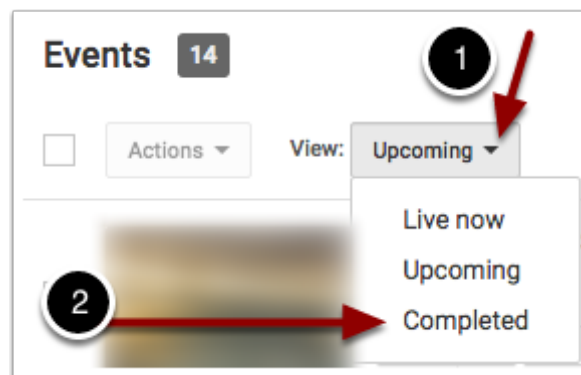 Events 14
1
Actions View: Upcoming
Live now
Upcoming
2
Completed